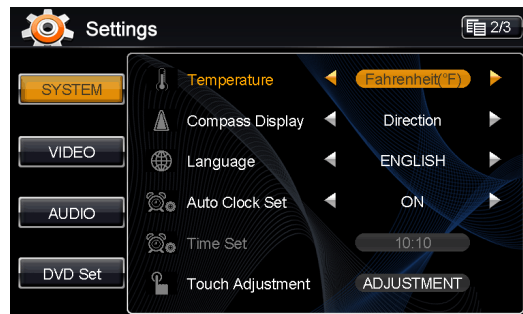 Settings 2/3
SYSTEM
VIDEO
AUDIO
DVD Set
Temperature Fahrenheit(°F)
Compass Display Direction
Language ENGLISH
Auto Clock Set ON
Time Set 10:10
Touch Adjustment ADJUSTMENT